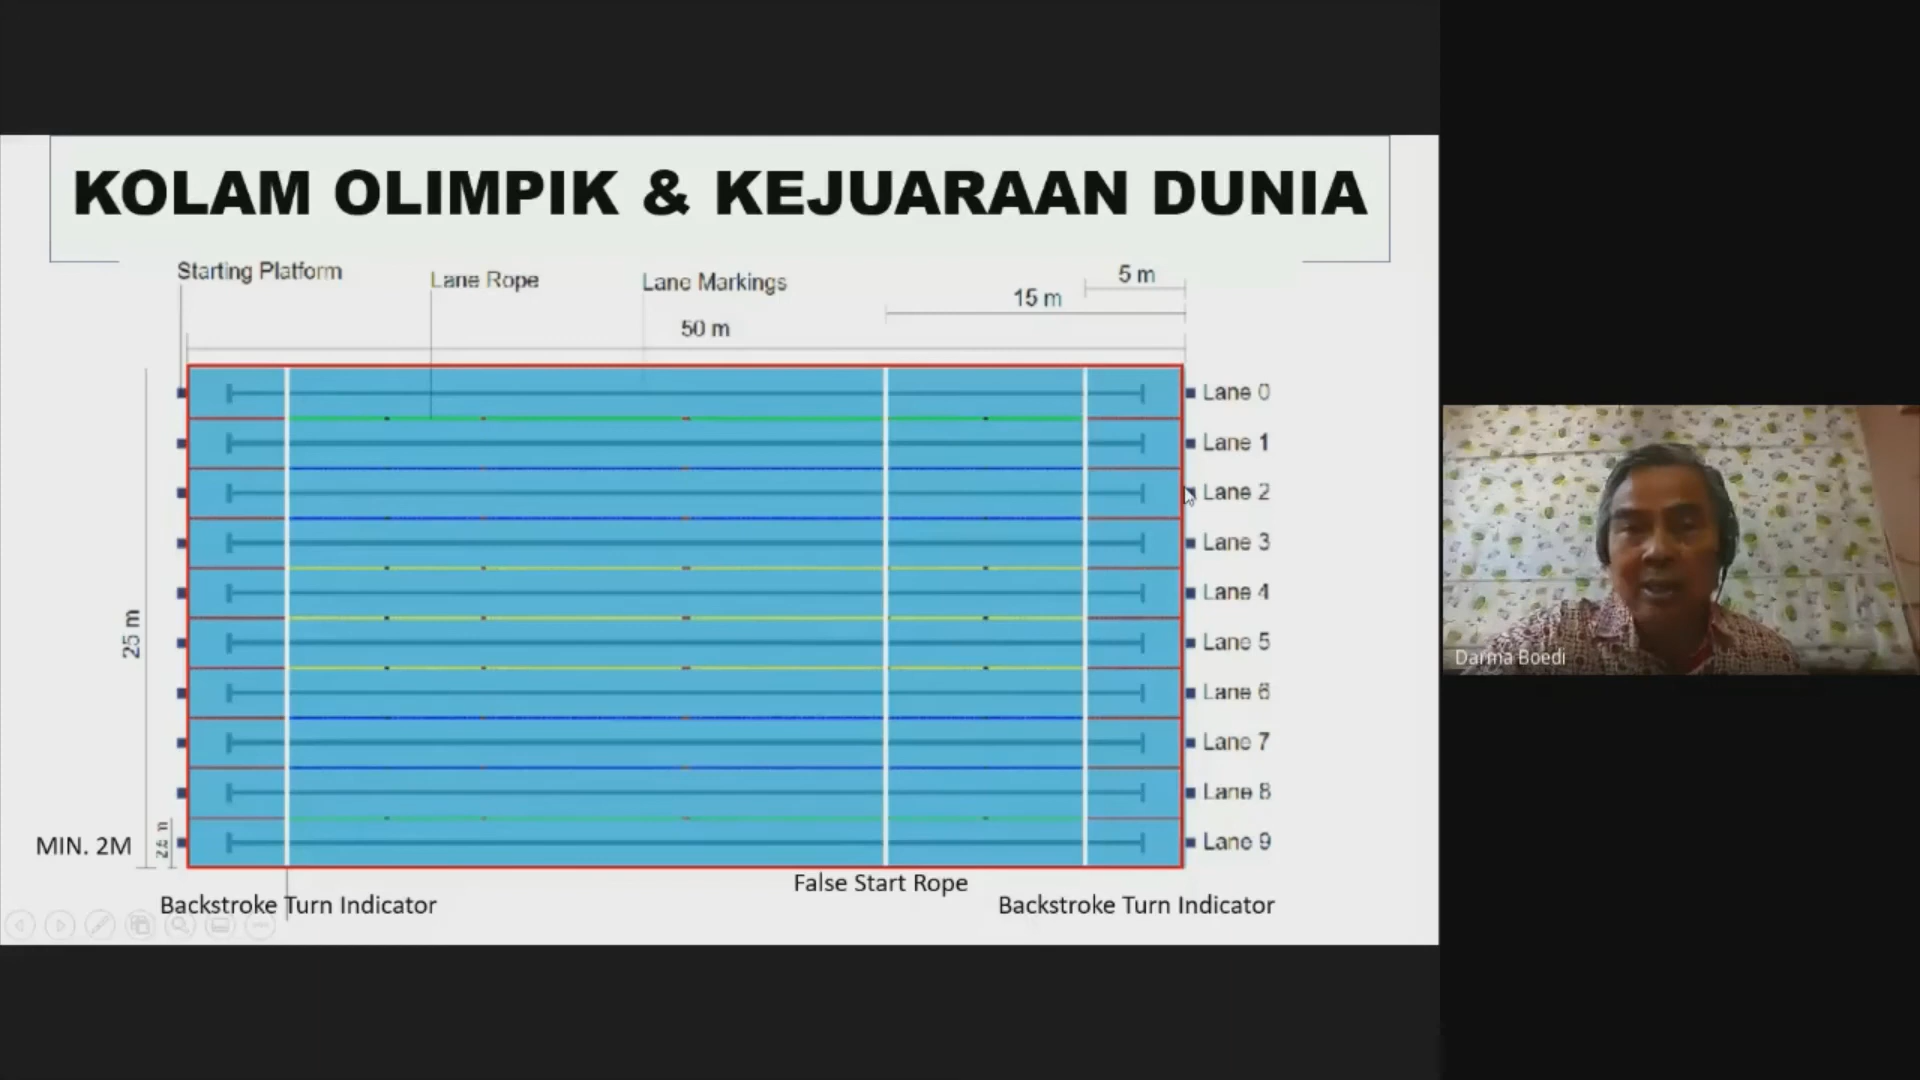 KOLAM OLIMPIK & KEJUARAAN DUNIA
Starting Platform
Lane Rope
Lane Markings
5 m
15 m
50 m
Lane 0
Lane 1
Lane 2
Lane 3
Lane 4
Lane 5
Lane 6
Lane 7
Lane 8
Lane 9
25 m
MIN. 2M
False Start Rope
Backstroke Turn Indicator
Backstroke Turn Indicator
Darma Boedi